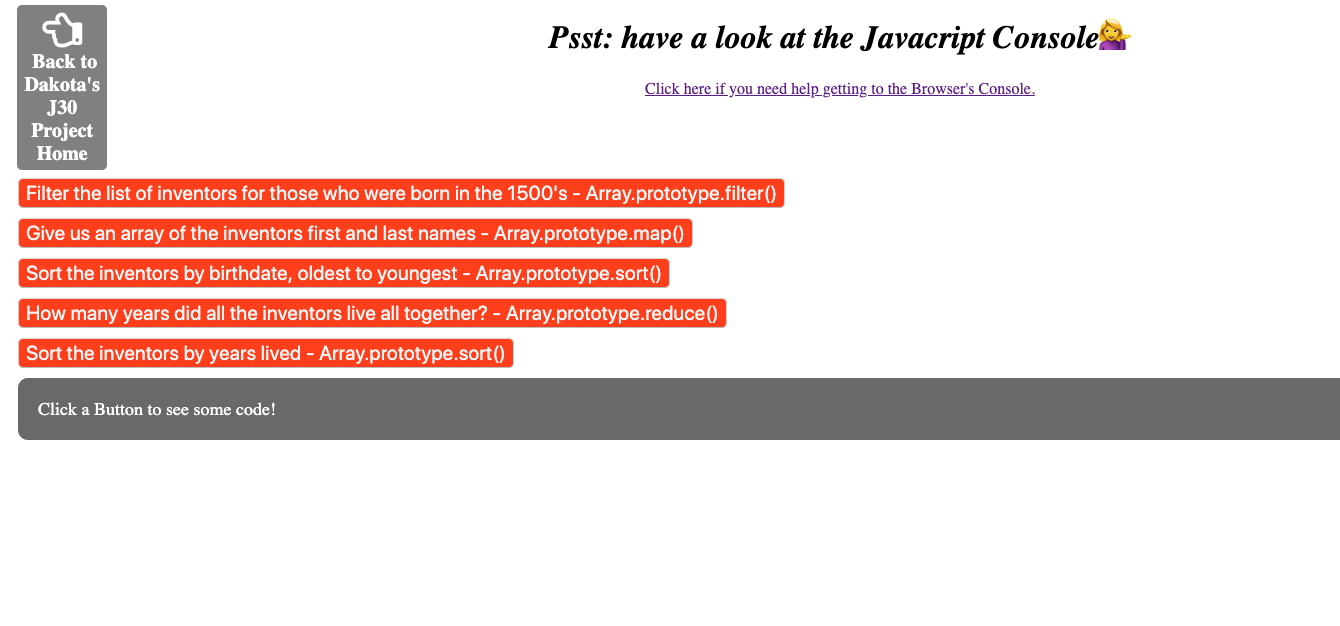 Back to
Dakota's
J30
Project
Home
Psst: have a look at the Javacript Console💁‍♀️
Click here if you need help getting to the Browser's Console.
Filter the list of inventors for those who were born in the 1500's - Array.prototype.filter()
Give us an array of the inventors first and last names - Array.prototype.map()
Sort the inventors by birthdate, oldest to youngest - Array.prototype.sort()
How many years did all the inventors live all together? - Array.prototype.reduce()
Sort the inventors by years lived - Array.prototype.sort()
Click a Button to see some code!